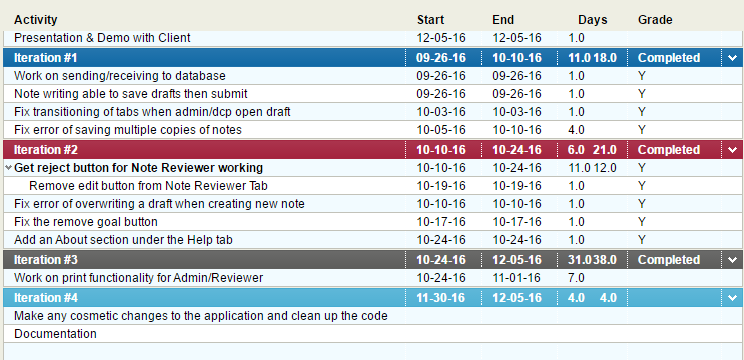 Activity Start End Days Grade
Presentation & Demo with Client 12-05-16 12-05-16 1.0
Iteration #1 09-26-16 10-10-16 11.0 18.0 Completed
Work on sending/receiving to database 09-26-16 09-26-16 1.0 Y
Note writing able to save drafts then submit 09-26-16 09-26-16 1.0 Y
Fix transitioning of tabs when admin/dcp open draft 10-03-16 10-03-16 1.0 Y
Fix error of saving multiple copies of notes 10-05-16 10-10-16 4.0 Y
Iteration #2 10-10-16 10-24-16 6.0 21.0 Completed
Get reject button for Note Reviewer working 10-10-16 10-24-16 11.0 12.0 Y
Remove edit button from Note Reviewer Tab 10-19-16 10-19-16 1.0 Y
Fix error of overwriting a draft when creating new note 10-10-16 10-10-16 1.0 Y
Fix the remove goal button 10-17-16 10-17-16 1.0 Y
Add an About section under the Help tab 10-24-16 10-24-16 1.0 Y
Iteration #3 10-24-16 12-05-16 31.0 38.0 Completed
Work on print functionality for Admin/Reviewer 10-24-16 11-01-16 7.0
Iteration #4 11-30-16 12-05-16 4.0 4.0
Make any cosmetic changes to the application and clean up the code
Documentation